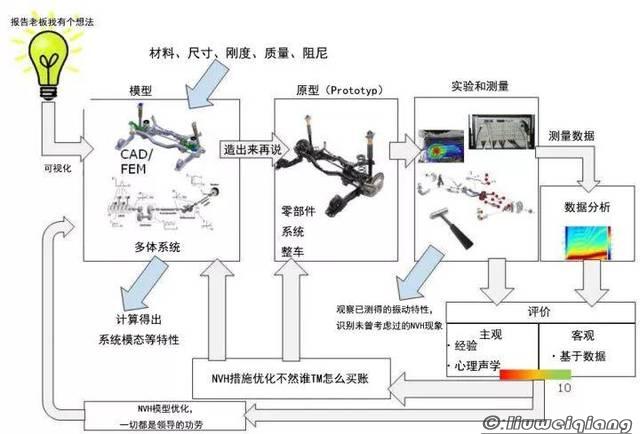 报告老板我有个想法
材料、尺寸、刚度、质量、阻尼
模型
原型（Prototyp）
实验和测量
CAD/
FEM
造出来再说
测量数据
可视化
数据分析
零部件
系统
整车
多体系统
观察已测得的振动特性，
识别未曾考虑过的NVH现象
计算得出
系统模态等特性
评价
主观
·经验
·心理声学
客观
·基于数据
10
NVH措施优化不然谁TM怎么买账
NVH模型优化，
一切都是领导的功劳
©liuweiqiang